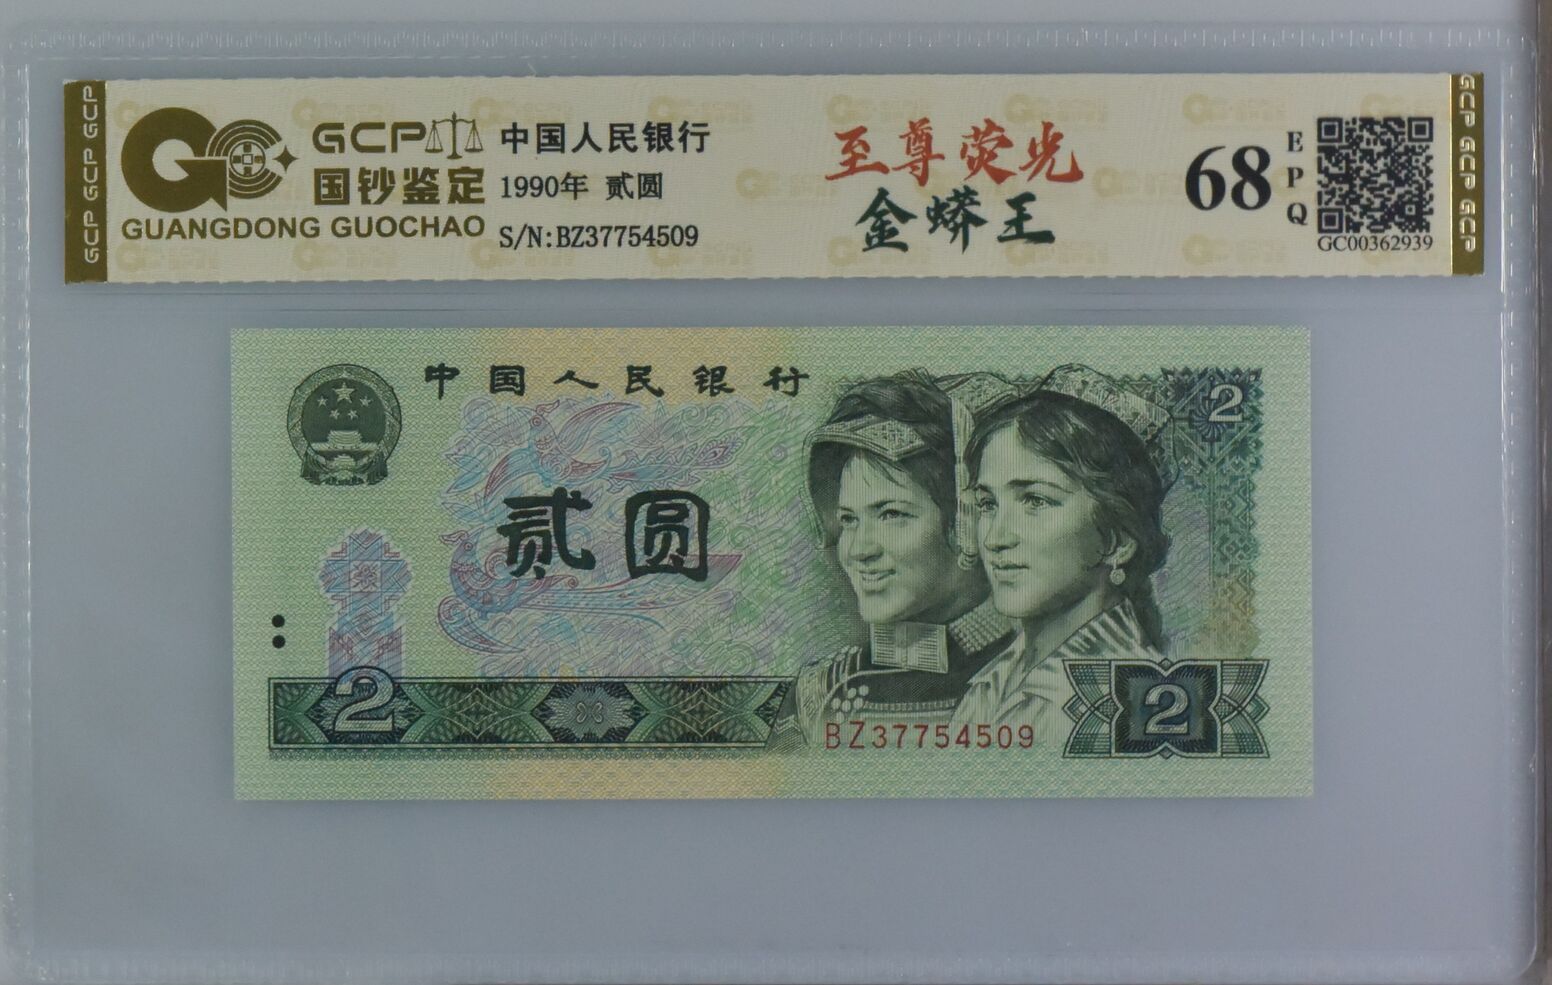 GCP GCP GCP
GCP
国钞鉴定
GUANGDONG GUOCHAO
中国人民银行
1990年 贰圆
S/N:BZ37754509
至尊荧光
金蟒王
68
EPQ
GC00362939
GCP GCP GCP
中国人民银行
2
贰圆
2
BZ37754509
2